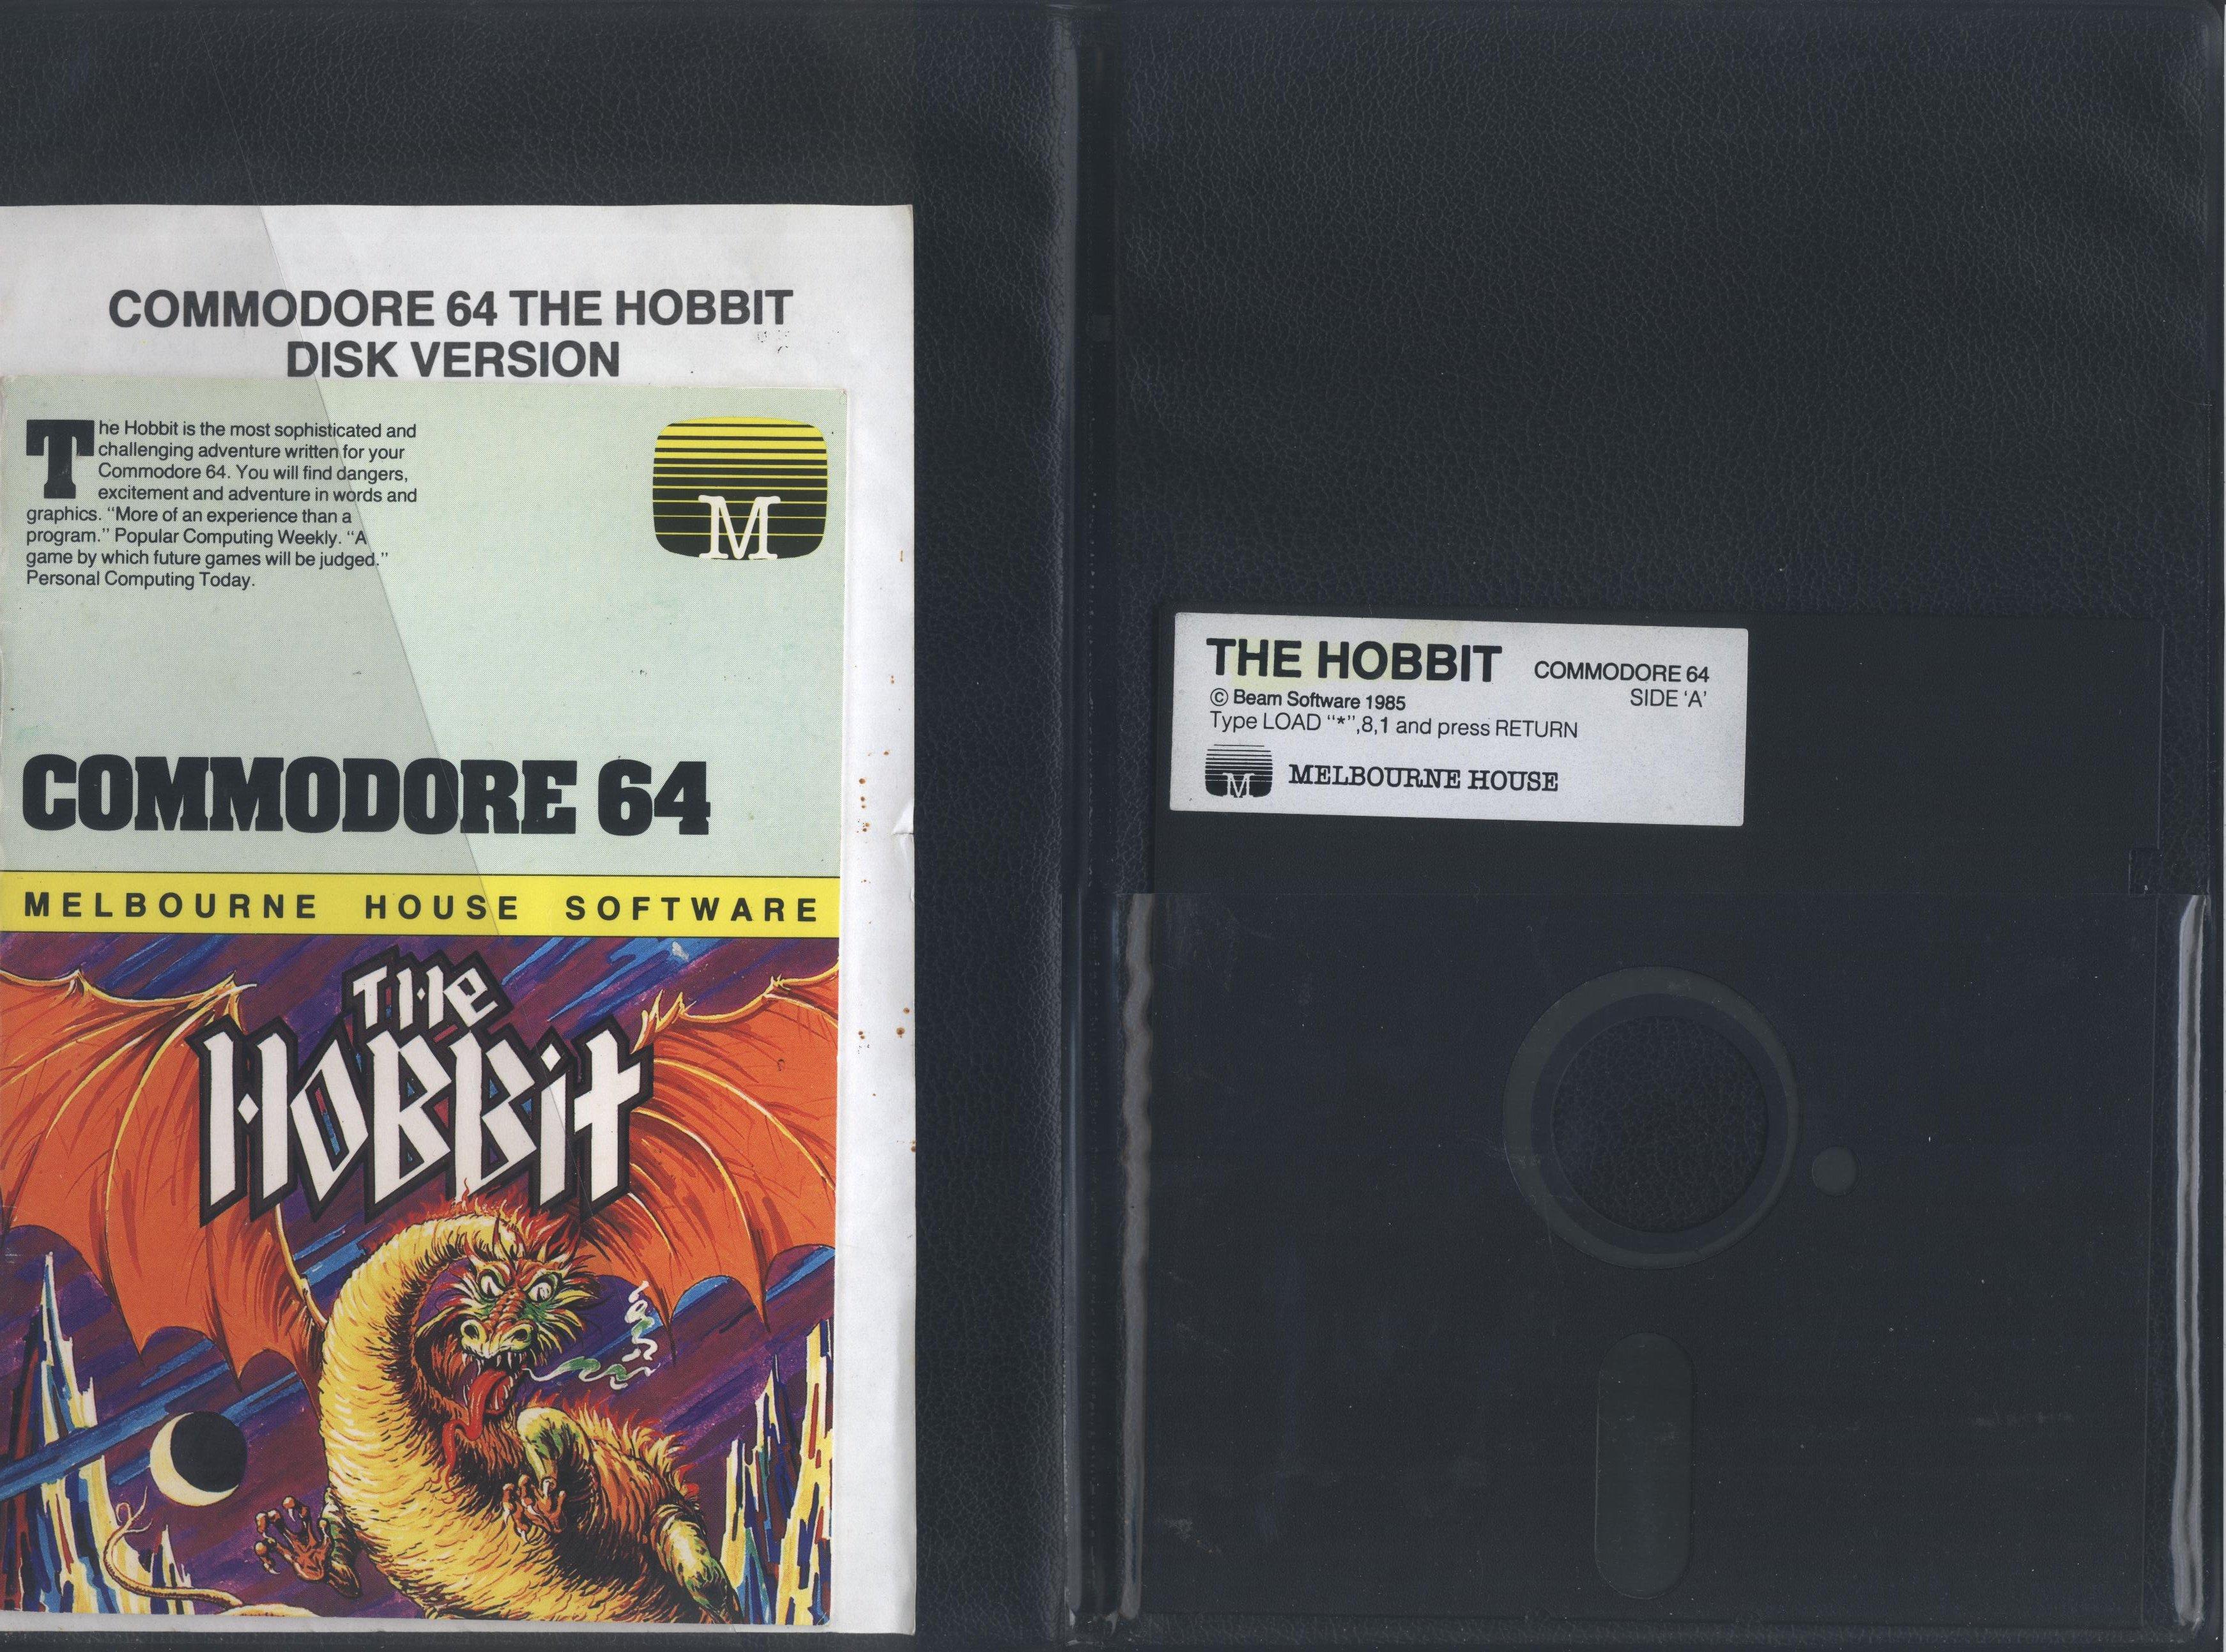 COMMODORE 64 THE HOBBIT
DISK VERSION
The Hobbit is the most sophisticated and
challenging adventure written for your
Commodore 64. You will find dangers,
excitement and adventure in words and
graphics. “More of an experience than a
program.” Popular Computing Weekly. “A
game by which future games will be judged.”
Personal Computing Today.
M
COMMODORE 64
MELBOURNE HOUSE SOFTWARE
THE
HOBBIT
THE HOBBIT COMMODORE 64
© Beam Software 1985 SIDE ‘A’
Type LOAD “*”,8,1 and press RETURN
M MELBOURNE HOUSE